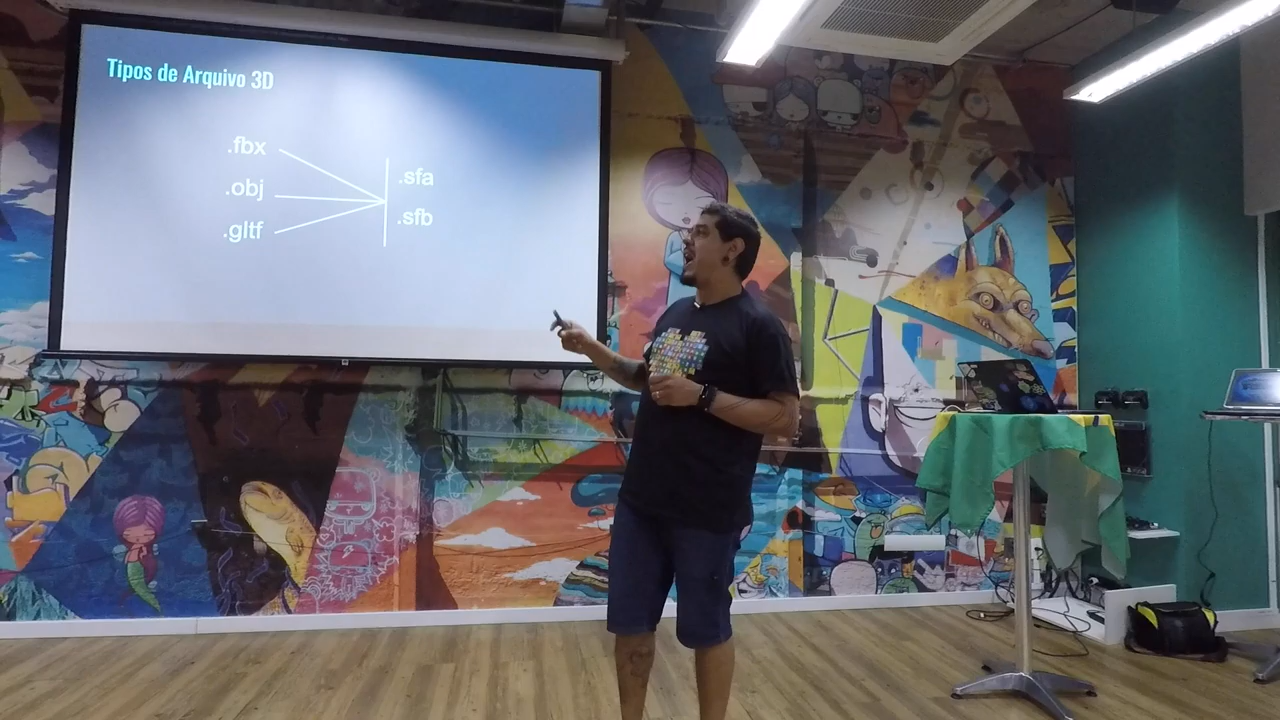 Tipos de Arquivo 3D
.fbx
.obj
.gltf
.sfa
.sfb